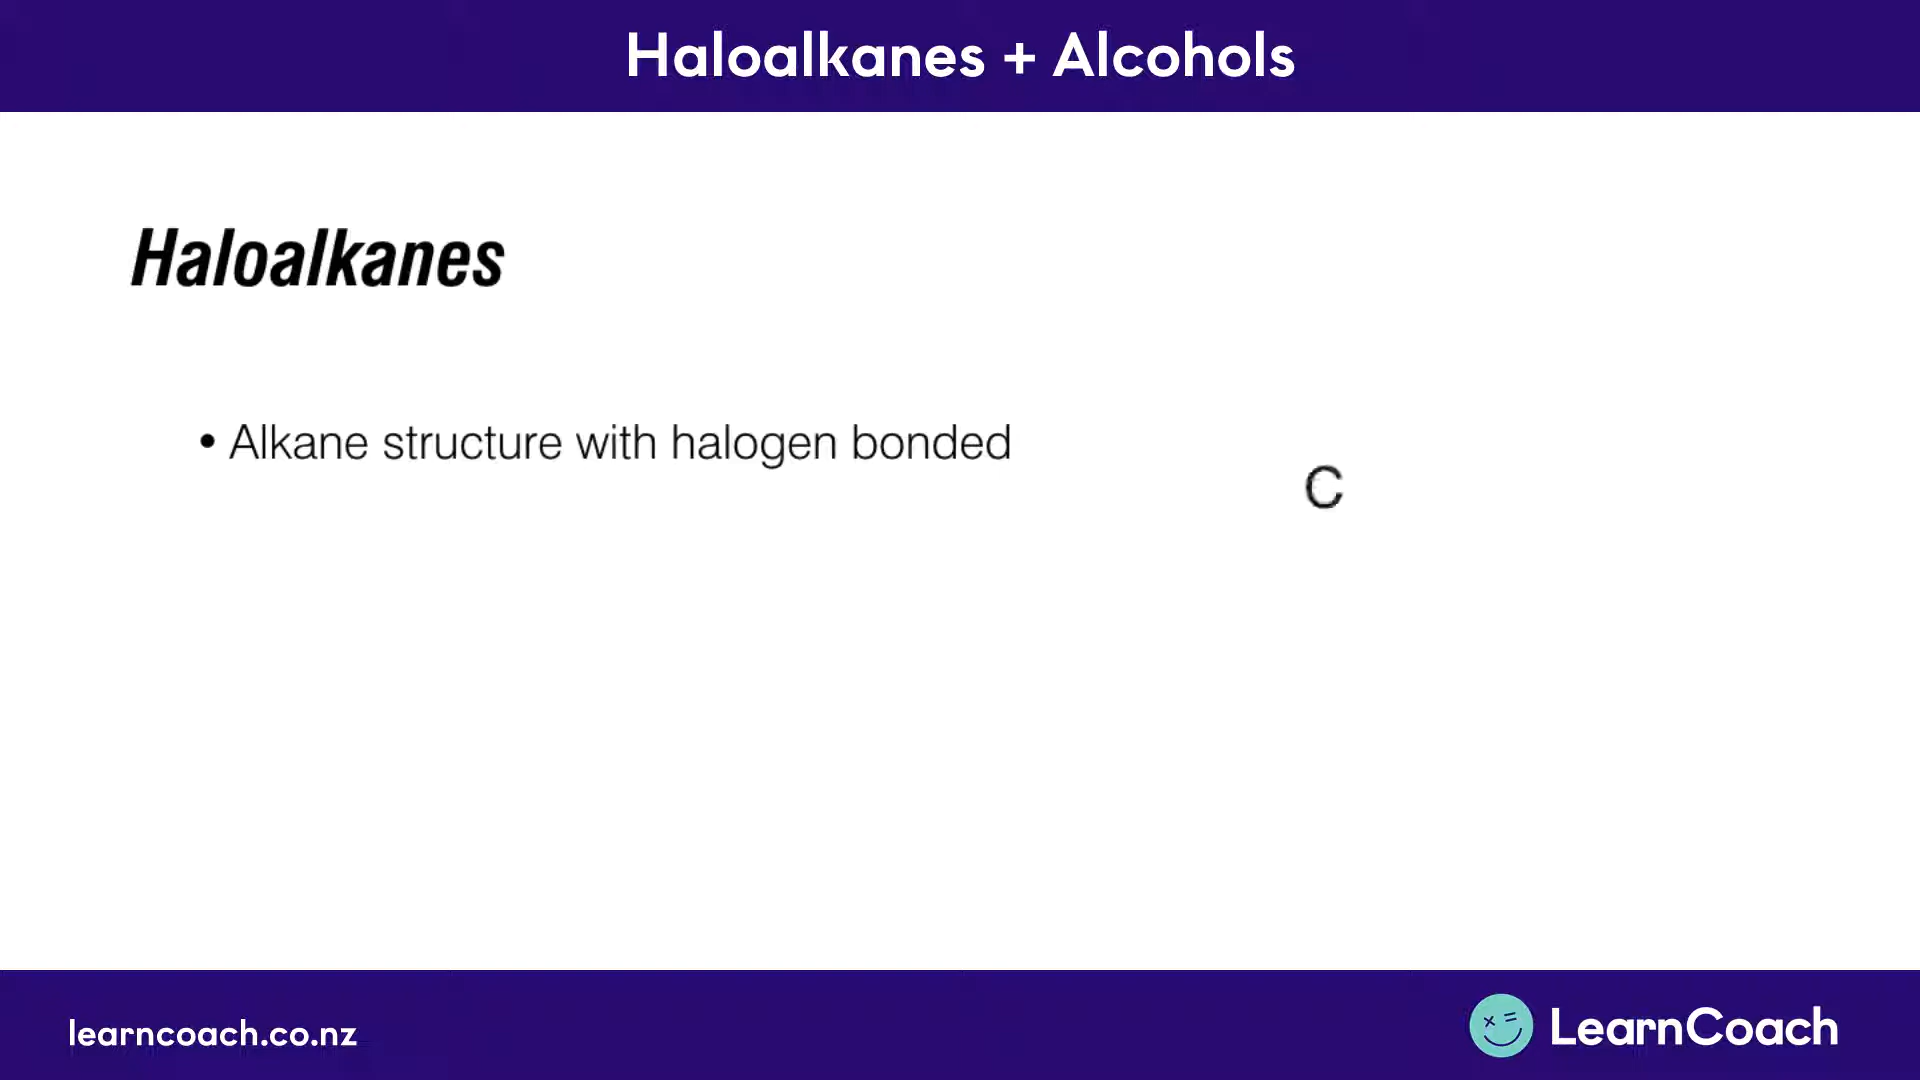 Haloalkanes + Alcohols
Haloalkanes
• Alkane structure with halogen bonded
C
learncoach.co.nz
LearnCoach